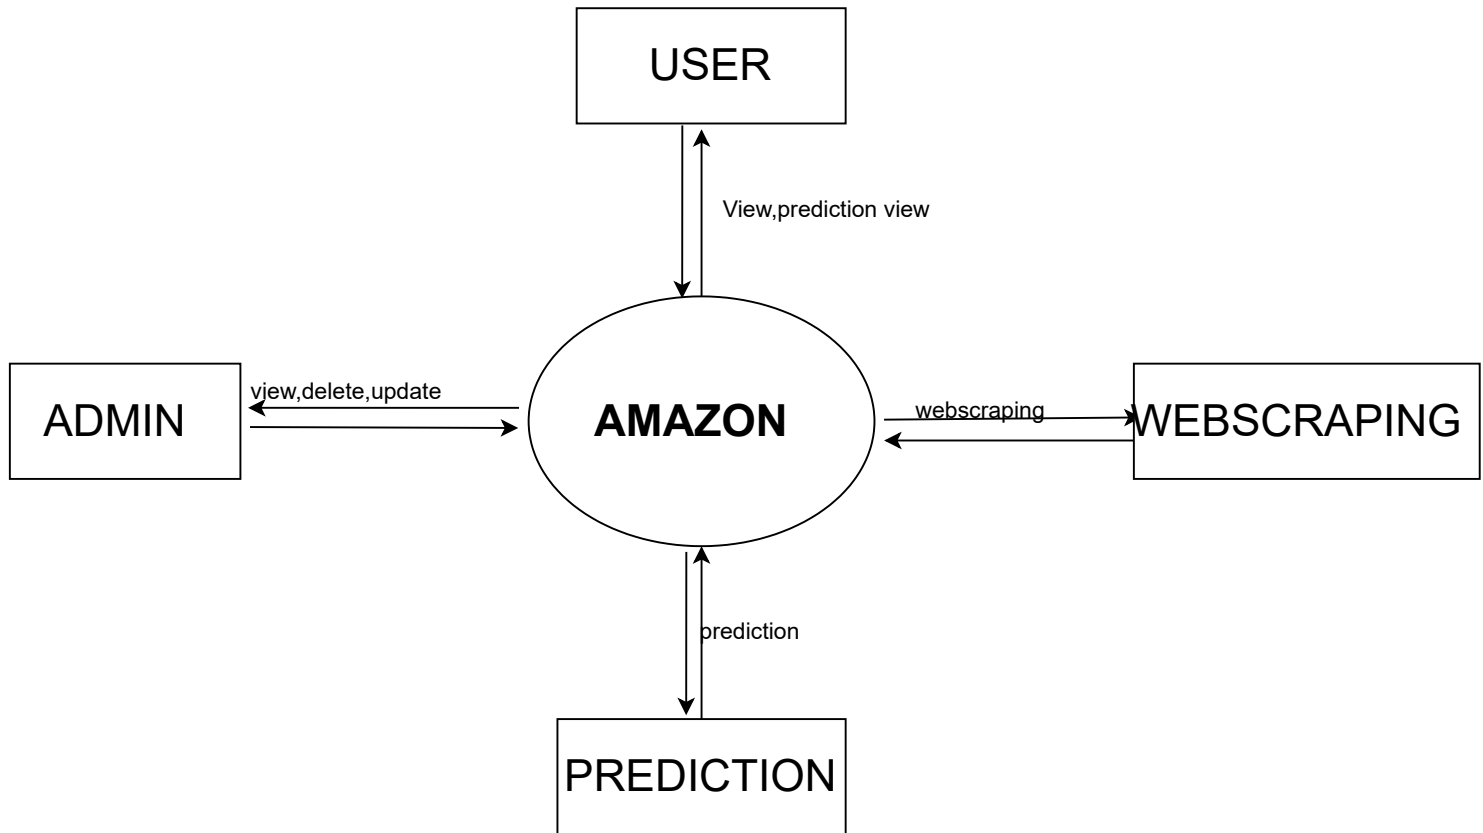 USER
View,prediction view
view,delete,update
ADMIN
AMAZON
webscraping
WEBSCRAPING
prediction
PREDICTION